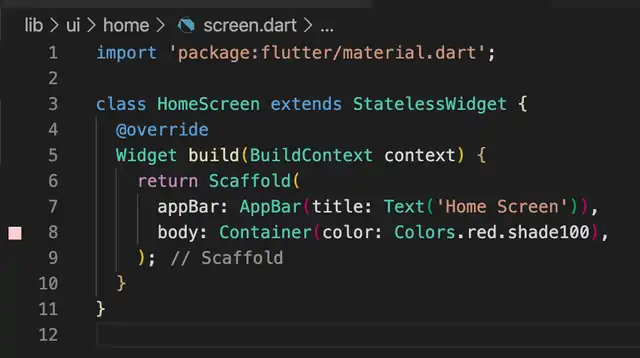 lib > ui > home > screen.dart > ...
1 import 'package:flutter/material.dart';
2
3 class HomeScreen extends StatelessWidget {
4   @override
5   Widget build(BuildContext context) {
6     return Scaffold(
7       appBar: AppBar(title: Text('Home Screen')),
8       body: Container(color: Colors.red.shade100),
9     ); // Scaffold
10   }
11 }
12